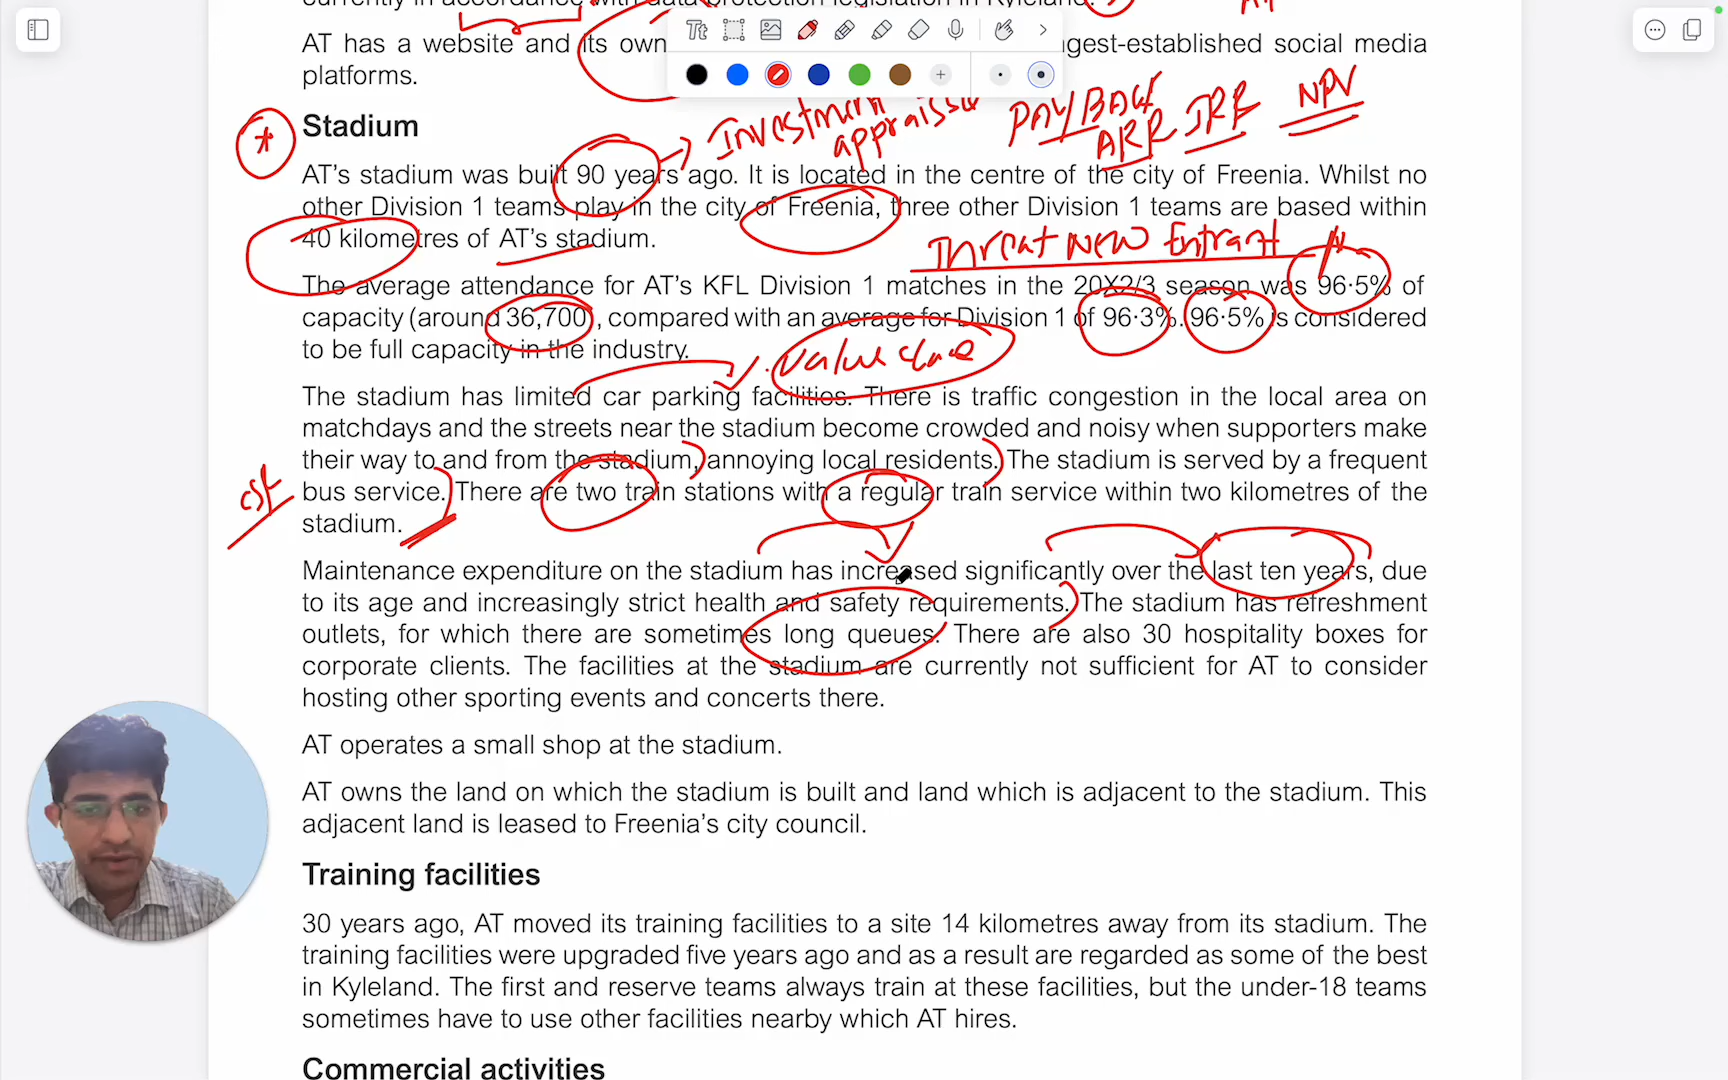 currently in accordance with data protection legislation in Kyleland.
AT has a website and its own
gest-established social media
platforms.
Tt
Stadium
Investment appraisal
PAYBACK
ARR
IRR
NPV
AT's stadium was built 90 years ago. It is located in the centre of the city of Freenia. Whilst no
other Division 1 teams play in the city of Freenia, three other Division 1 teams are based within
40 kilometres of AT's stadium.
Threat New Entrant
The average attendance for AT's KFL Division 1 matches in the 20X2/3 season was 96·5% of
capacity (around 36,700), compared with an average for Division 1 of 96·3%. 96·5% is considered
to be full capacity in the industry.
The stadium has limited car parking facilities. There is traffic congestion in the local area on
matchdays and the streets near the stadium become crowded and noisy when supporters make
their way to and from the stadium, annoying local residents. The stadium is served by a frequent
bus service. There are two train stations with a regular train service within two kilometres of the
stadium.
Maintenance expenditure on the stadium has increased significantly over the last ten years, due
to its age and increasingly strict health and safety requirements. The stadium has refreshment
outlets, for which there are sometimes long queues. There are also 30 hospitality boxes for
corporate clients. The facilities at the stadium are currently not sufficient for AT to consider
hosting other sporting events and concerts there.
AT operates a small shop at the stadium.
AT owns the land on which the stadium is built and land which is adjacent to the stadium. This
adjacent land is leased to Freenia's city council.
Training facilities
30 years ago, AT moved its training facilities to a site 14 kilometres away from its stadium. The
training facilities were upgraded five years ago and as a result are regarded as some of the best
in Kyleland. The first and reserve teams always train at these facilities, but the under-18 teams
sometimes have to use other facilities nearby which AT hires.
Commercial activities